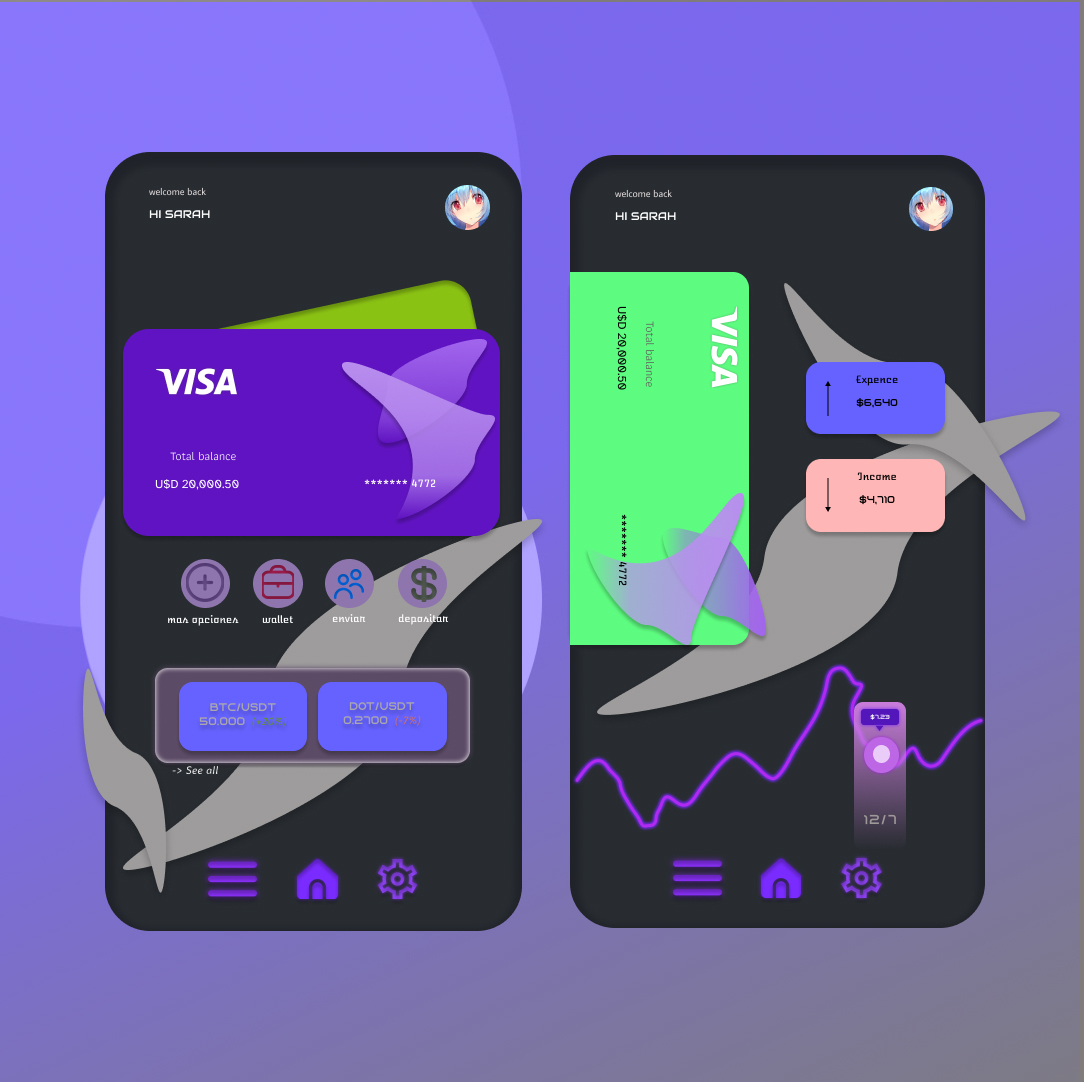 welcome back
HI SARAH
VISA
Total balance
U$D 20,000.50
******* 4772
mas opciones
wallet
enviar
depositar
BTC/USDT
50.000
DOT/USDT
0.2700 (-7%)
-> See all
welcome back
HI SARAH
VISA
Total balance
U$D 20,000.50
******* 4772
Expence
$6,640
Income
$4,710
$7.23
12/7